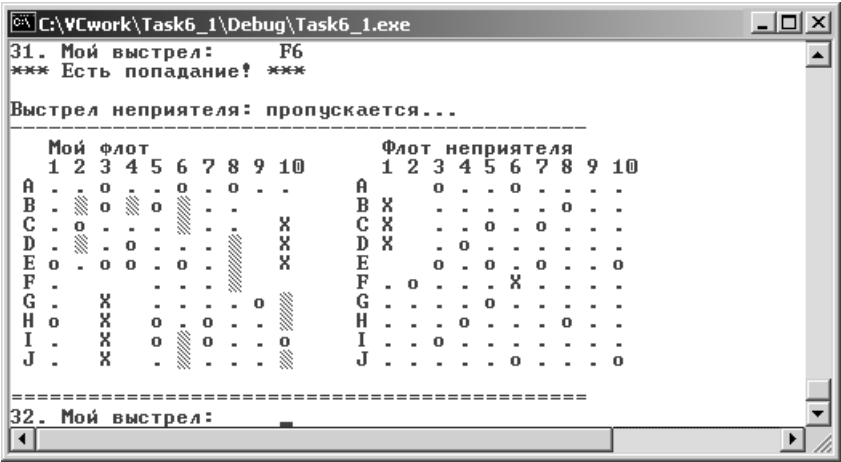 C:\VCwork\Task6_1\Debug\Task6_1.exe
31. Мой выстрел:      F6
*** Есть попадание! ***
Выстрел неприятеля: пропускается...
---------------------------------------------
Мой флот                    Флот неприятеля
  1 2 3 4 5 6 7 8 9 10      1 2 3 4 5 6 7 8 9 10
A . . o . . o . o . .     A     o . . o . . . .
B . ▒ o ▒ o ▒ . .         B X   . . . . . o . .
C . o . . . ▒ . .   X     C X   . . o . o . . .
D . ▒ . o . . . ▒   X     D X   . o . . . . . .
E o . o o . o . ▒   X     E     o . o . o . . o
F .       . . . ▒         F . o . . . X . . . .
G .   X   . . . . o ▒     G . . . . o . . . . .
H o   X   o . o . . ▒     H . . . o . . . o . .
I .   X   o ▒ o . . o     I . . o . . . . . . .
J .   X   . ▒ . . . ▒     J . . . . . o . . . o
=============================================
32. Мой выстрел:      _